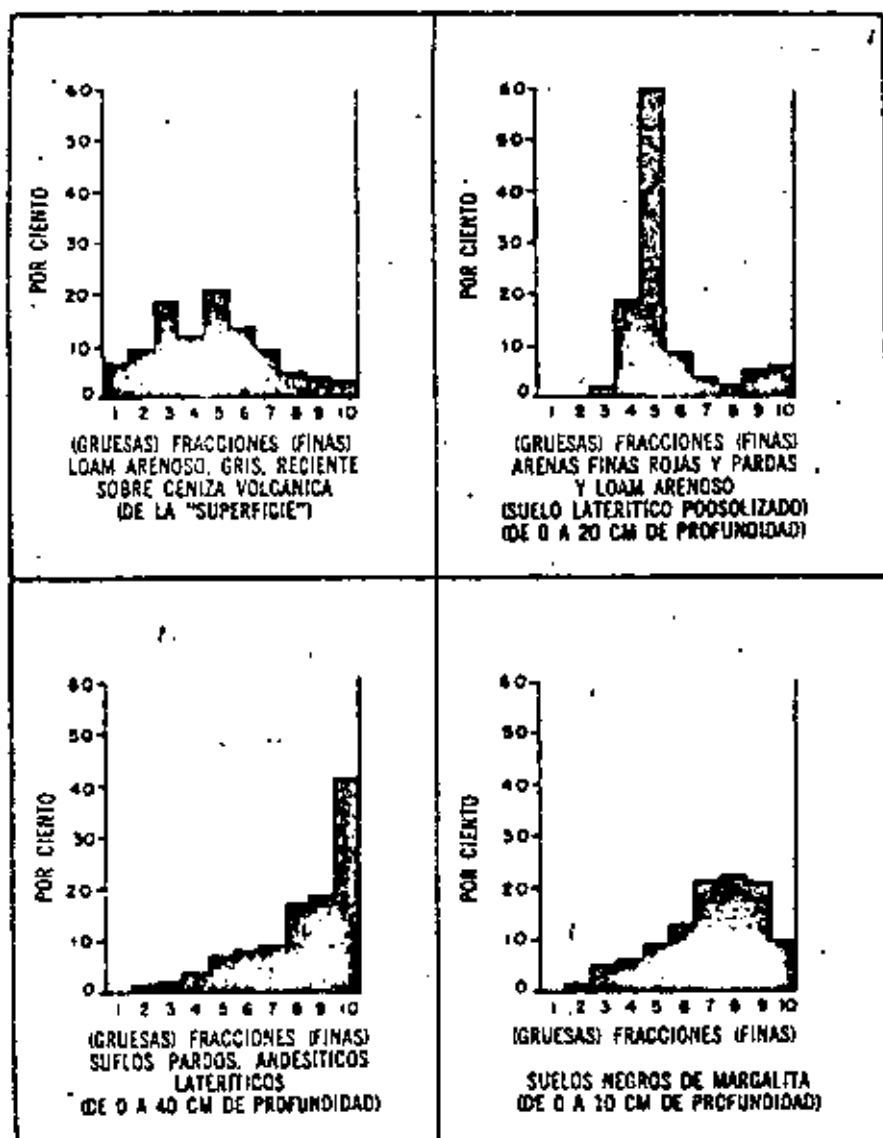 POR CIENTO
60
50
40
30
20
10
0
1 2 3 4 5 6 7 8 9 10
(GRUESAS) FRACCIONES (FINAS)
LOAM ARENOSO, GRIS, RECIENTE
SOBRE CENIZA VOLCANICA
(DE LA "SUPERFICIE")
POR CIENTO
60
50
40
30
20
10
0
1 2 3 4 5 6 7 8 9 10
(GRUESAS) FRACCIONES (FINAS)
ARENAS FINAS ROJAS Y PARDAS
Y LOAM ARENOSO
(SUELO LATERITICO PODSOLIZADO)
(DE 0 A 20 CM DE PROFUNDIDAD)
POR CIENTO
60
50
40
30
20
10
0
1 2 3 4 5 6 7 8 9 10
(GRUESAS) FRACCIONES (FINAS)
SUELOS PARDOS, ANDESITICOS
LATERITICOS
(DE 0 A 40 CM DE PROFUNDIDAD)
POR CIENTO
60
50
40
30
20
10
0
1 2 3 4 5 6 7 8 9 10
(GRUESAS) FRACCIONES (FINAS)
SUELOS NEGROS DE MARGALITA
(DE 0 A 10 CM DE PROFUNDIDAD)